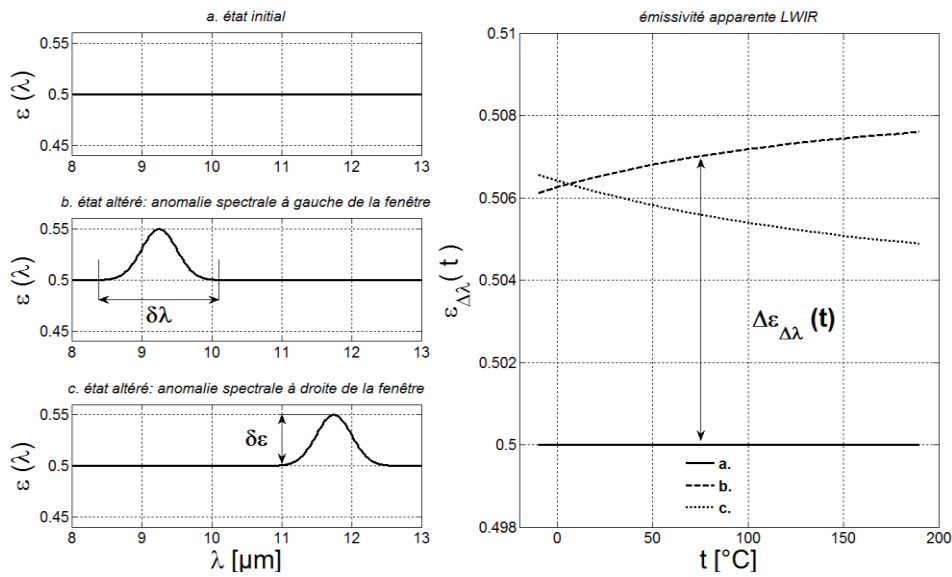 a. état initial
0.55
0.5
0.45
ε (λ)
8 9 10 11 12 13
b. état altéré: anomalie spectrale à gauche de la fenêtre
0.55
0.5
0.45
ε (λ)
δλ
8 9 10 11 12 13
c. état altéré: anomalie spectrale à droite de la fenêtre
0.55
0.5
0.45
ε (λ)
δε
8 9 10 11 12 13
λ [µm]
émissivité apparente LWIR
0.51
0.508
0.506
0.504
0.502
0.5
0.498
ε Δλ ( t )
Δε Δλ (t)
a.
b.
c.
0 50 100 150 200
t [°C]